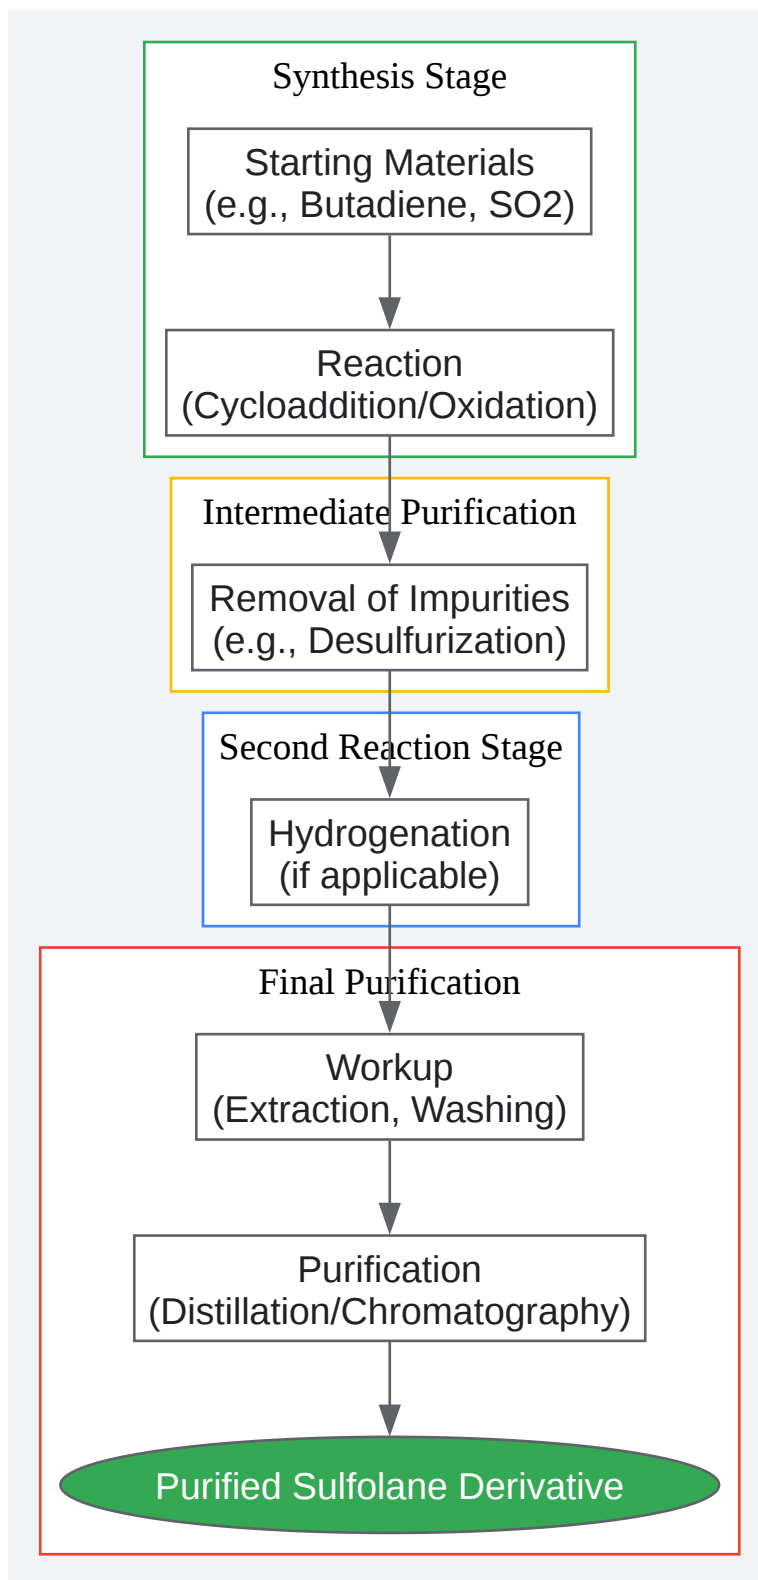 Synthesis Stage
Starting Materials
(e.g., Butadiene, SO2)
Reaction
(Cycloaddition/Oxidation)
Intermediate Purification
Removal of Impurities
(e.g., Desulfurization)
Second Reaction Stage
Hydrogenation
(if applicable)
Final Purification
Workup
(Extraction, Washing)
Purification
(Distillation/Chromatography)
Purified Sulfolane Derivative